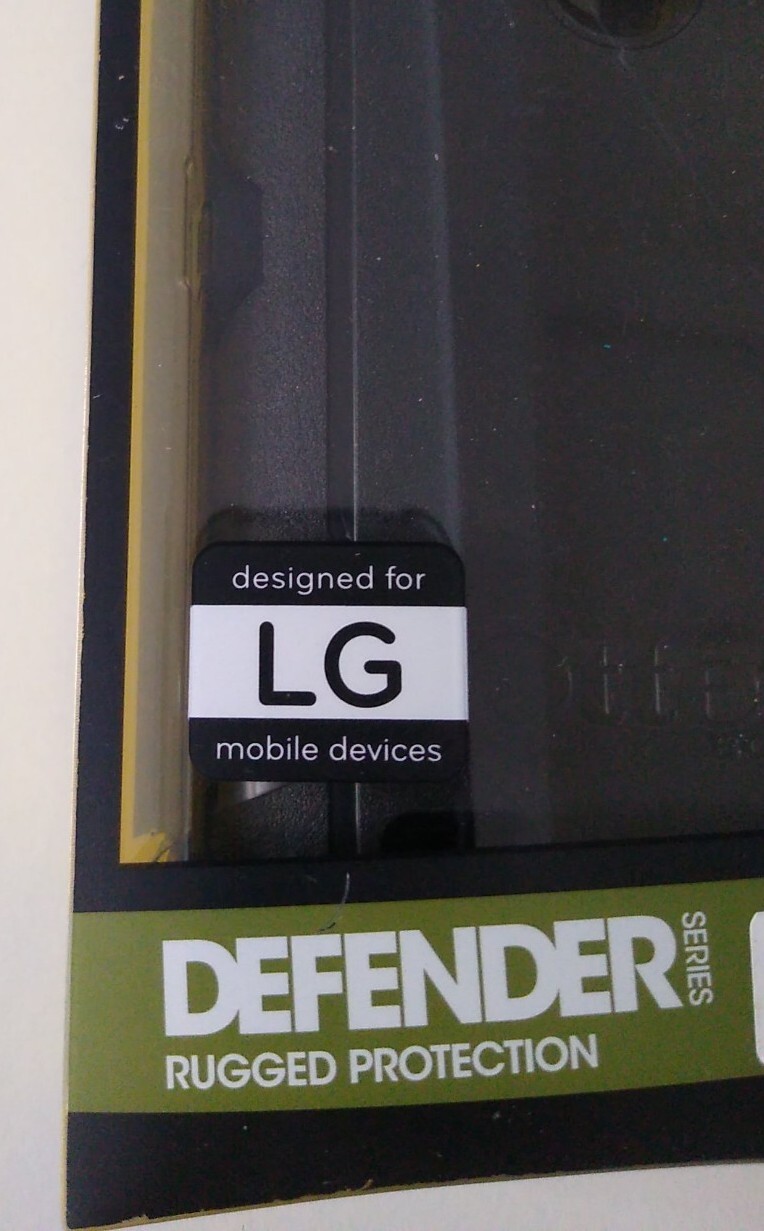 designed for
LG
mobile devices
DEFENDER
SERIES
RUGGED PROTECTION